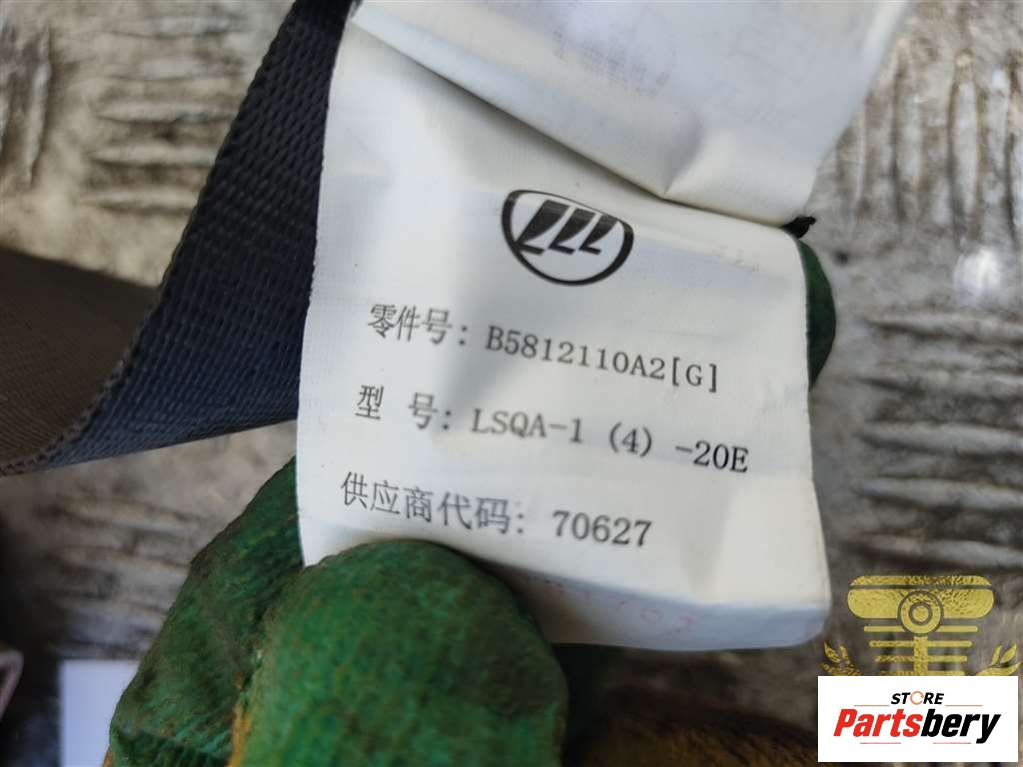 零件号: B5812110A2[G]
型 号: LSQA-1 (4) -20E
供应商代码: 70627
STORE
Partsbery